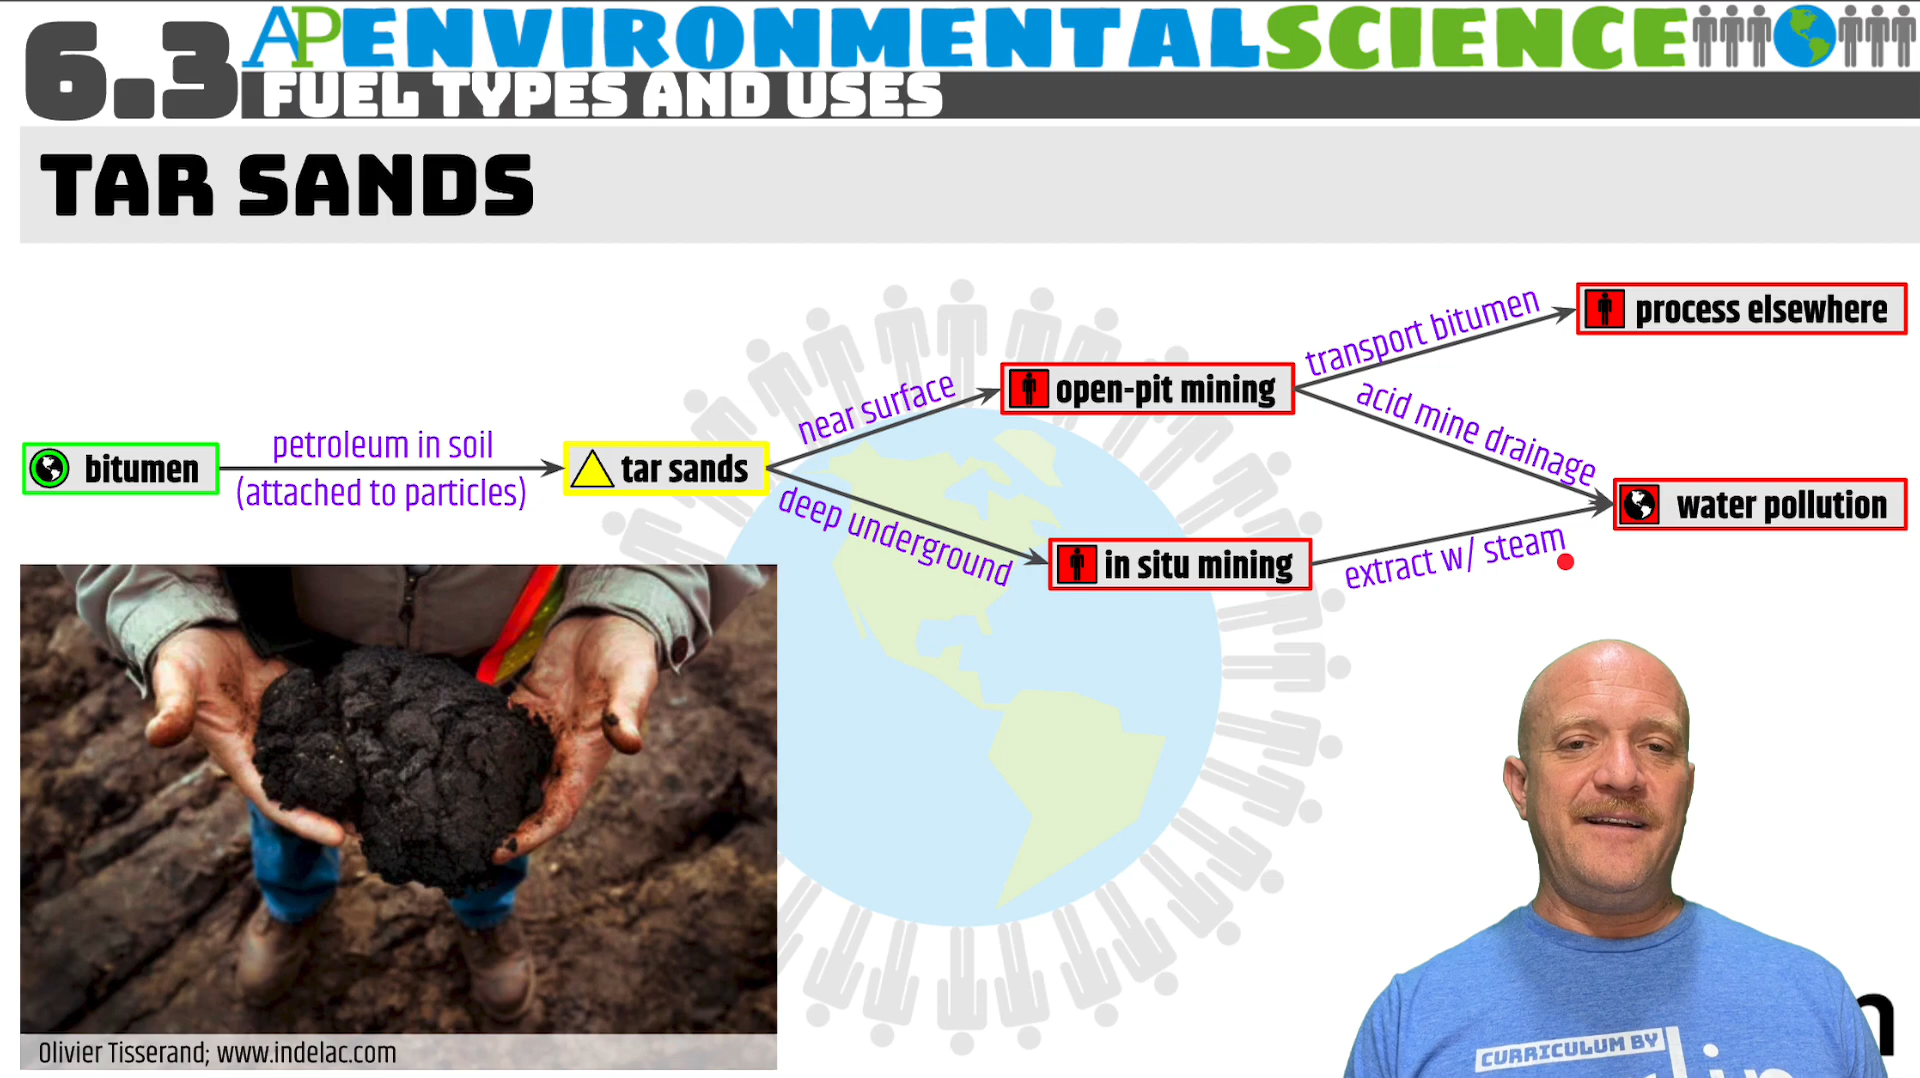 6.3
APENVIRONMENTALSCIENCE
FUEL TYPES AND USES
TAR SANDS
bitumen
petroleum in soil
(attached to particles)
tar sands
near surface
deep underground
open-pit mining
in situ mining
transport bitumen
acid mine drainage
extract w/ steam
process elsewhere
water pollution
Olivier Tisserand; www.indelac.com
CURRICULUM BY